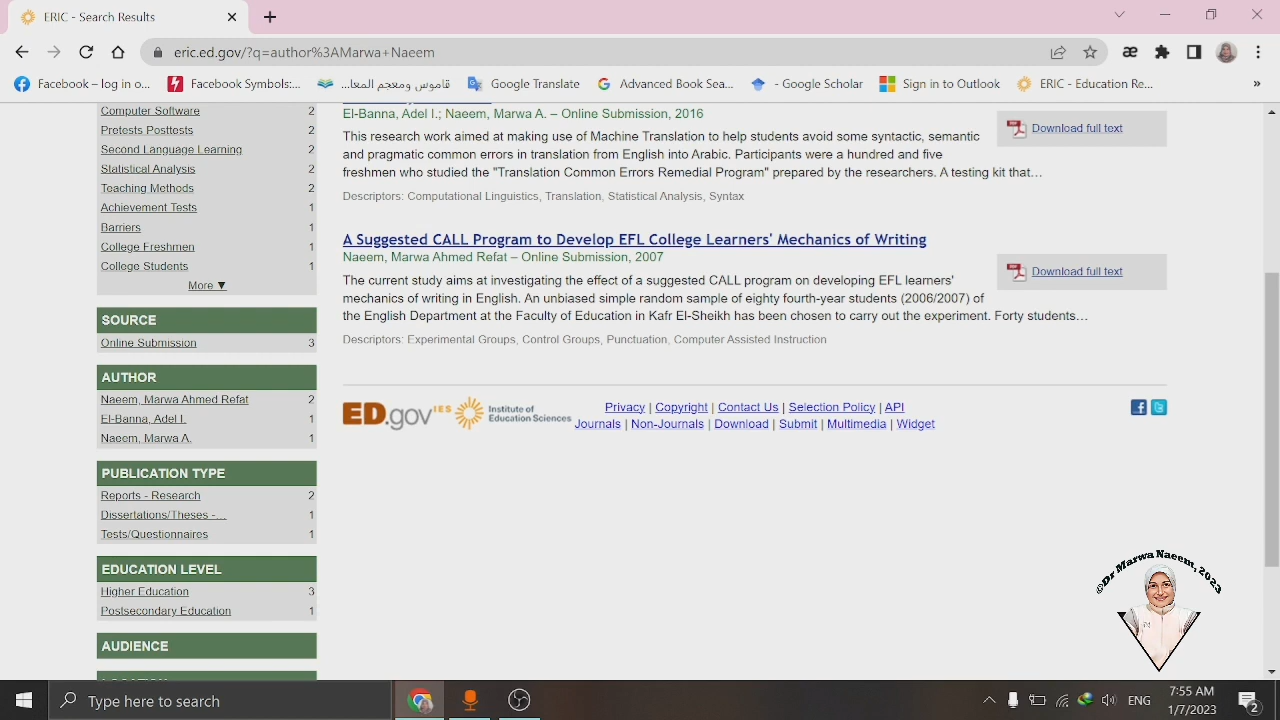 ERIC - Search Results
eric.ed.gov/?q=author%3AMarwa+Naeem
Facebook – log in o...
Facebook Symbols:...
قاموس ومعجم المعا...
Google Translate
Advanced Book Sea...
- Google Scholar
Sign in to Outlook
ERIC - Education Re...
»
Computer Software 2
Pretests Posttests 2
Second Language Learning 2
Statistical Analysis 2
Teaching Methods 2
Achievement Tests 1
Barriers 1
College Freshmen 1
College Students 1
More ▼
SOURCE
Online Submission 3
AUTHOR
Naeem, Marwa Ahmed Refat 2
El-Banna, Adel I. 1
Naeem, Marwa A. 1
PUBLICATION TYPE
Reports - Research 2
Dissertations/Theses -… 1
Tests/Questionnaires 1
EDUCATION LEVEL
Higher Education 3
Postsecondary Education 1
AUDIENCE
El-Banna, Adel I.; Naeem, Marwa A. – Online Submission, 2016
Download full text
This research work aimed at making use of Machine Translation to help students avoid some syntactic, semantic
and pragmatic common errors in translation from English into Arabic. Participants were a hundred and five
freshmen who studied the "Translation Common Errors Remedial Program" prepared by the researchers. A testing kit that…
Descriptors: Computational Linguistics, Translation, Statistical Analysis, Syntax
A Suggested CALL Program to Develop EFL College Learners' Mechanics of Writing
Naeem, Marwa Ahmed Refat – Online Submission, 2007
Download full text
The current study aims at investigating the effect of a suggested CALL program on developing EFL learners'
mechanics of writing in English. An unbiased simple random sample of eighty fourth-year students (2006/2007) of
the English Department at the Faculty of Education in Kafr El-Sheikh has been chosen to carry out the experiment. Forty students…
Descriptors: Experimental Groups, Control Groups, Punctuation, Computer Assisted Instruction
ED.gov
IES
Institute of
Education Sciences
Privacy | Copyright | Contact Us | Selection Policy | API
Journals | Non-Journals | Download | Submit | Multimedia | Widget
©Dr Marwa Naeem, 2023
Type here to search
ENG
7:55 AM
1/7/2023
2